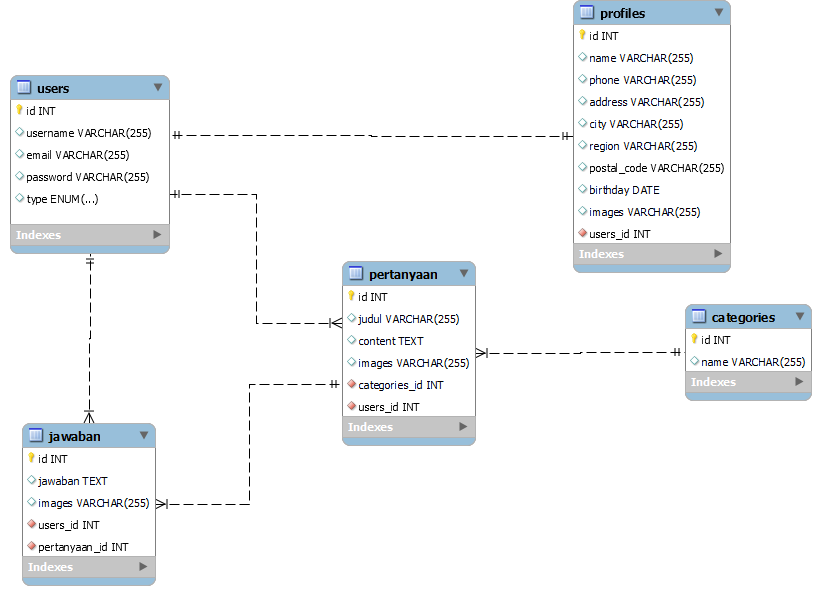 users
id INT
username VARCHAR(255)
email VARCHAR(255)
password VARCHAR(255)
type ENUM(...)
Indexes
profiles
id INT
name VARCHAR(255)
phone VARCHAR(255)
address VARCHAR(255)
city VARCHAR(255)
region VARCHAR(255)
postal_code VARCHAR(255)
birthday DATE
images VARCHAR(255)
users_id INT
Indexes
pertanyaan
id INT
judul VARCHAR(255)
content TEXT
images VARCHAR(255)
categories_id INT
users_id INT
Indexes
categories
id INT
name VARCHAR(255)
Indexes
jawaban
id INT
jawaban TEXT
images VARCHAR(255)
users_id INT
pertanyaan_id INT
Indexes